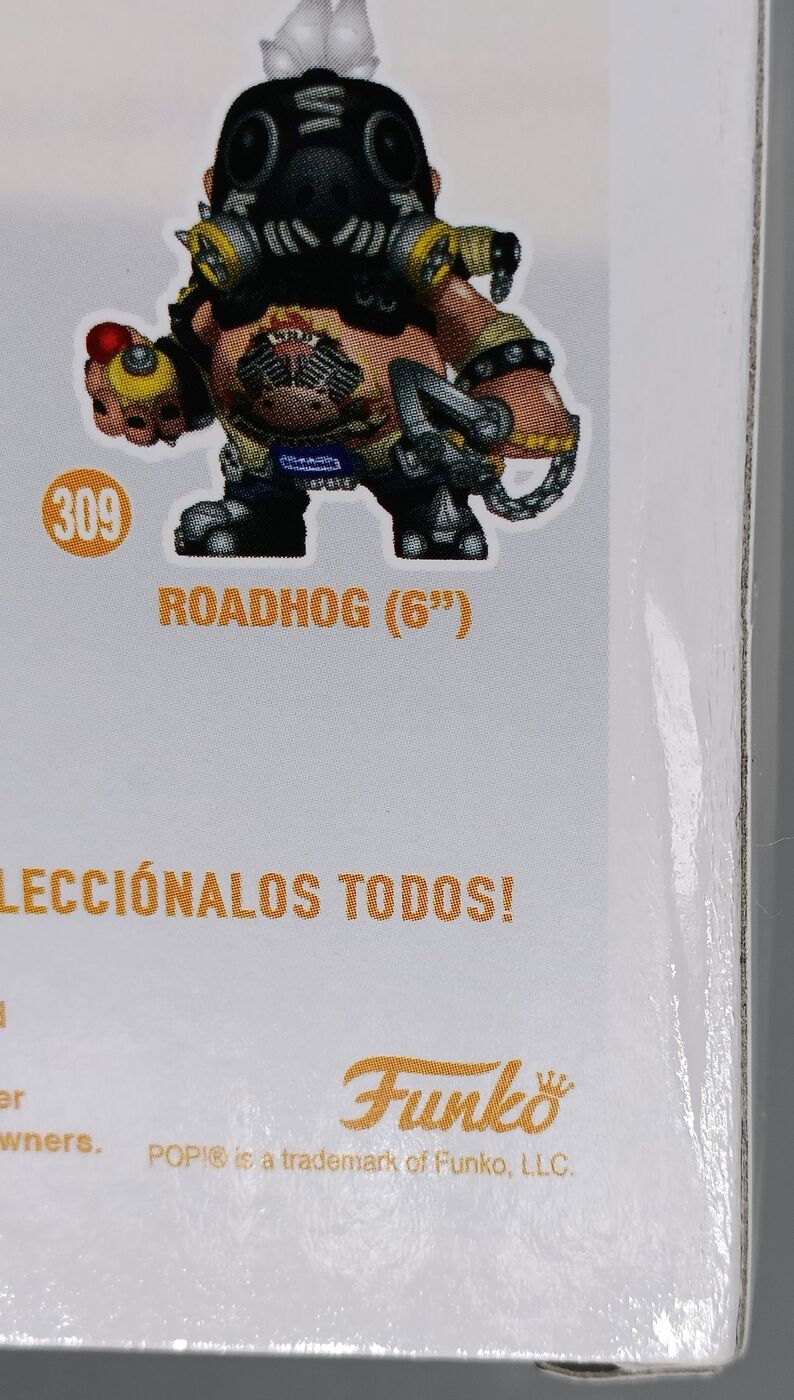 309
ROADHOG (6”)
LECCIÓNALOS TODOS!
Funko
er
wners.
POP!® is a trademark of Funko, LLC.